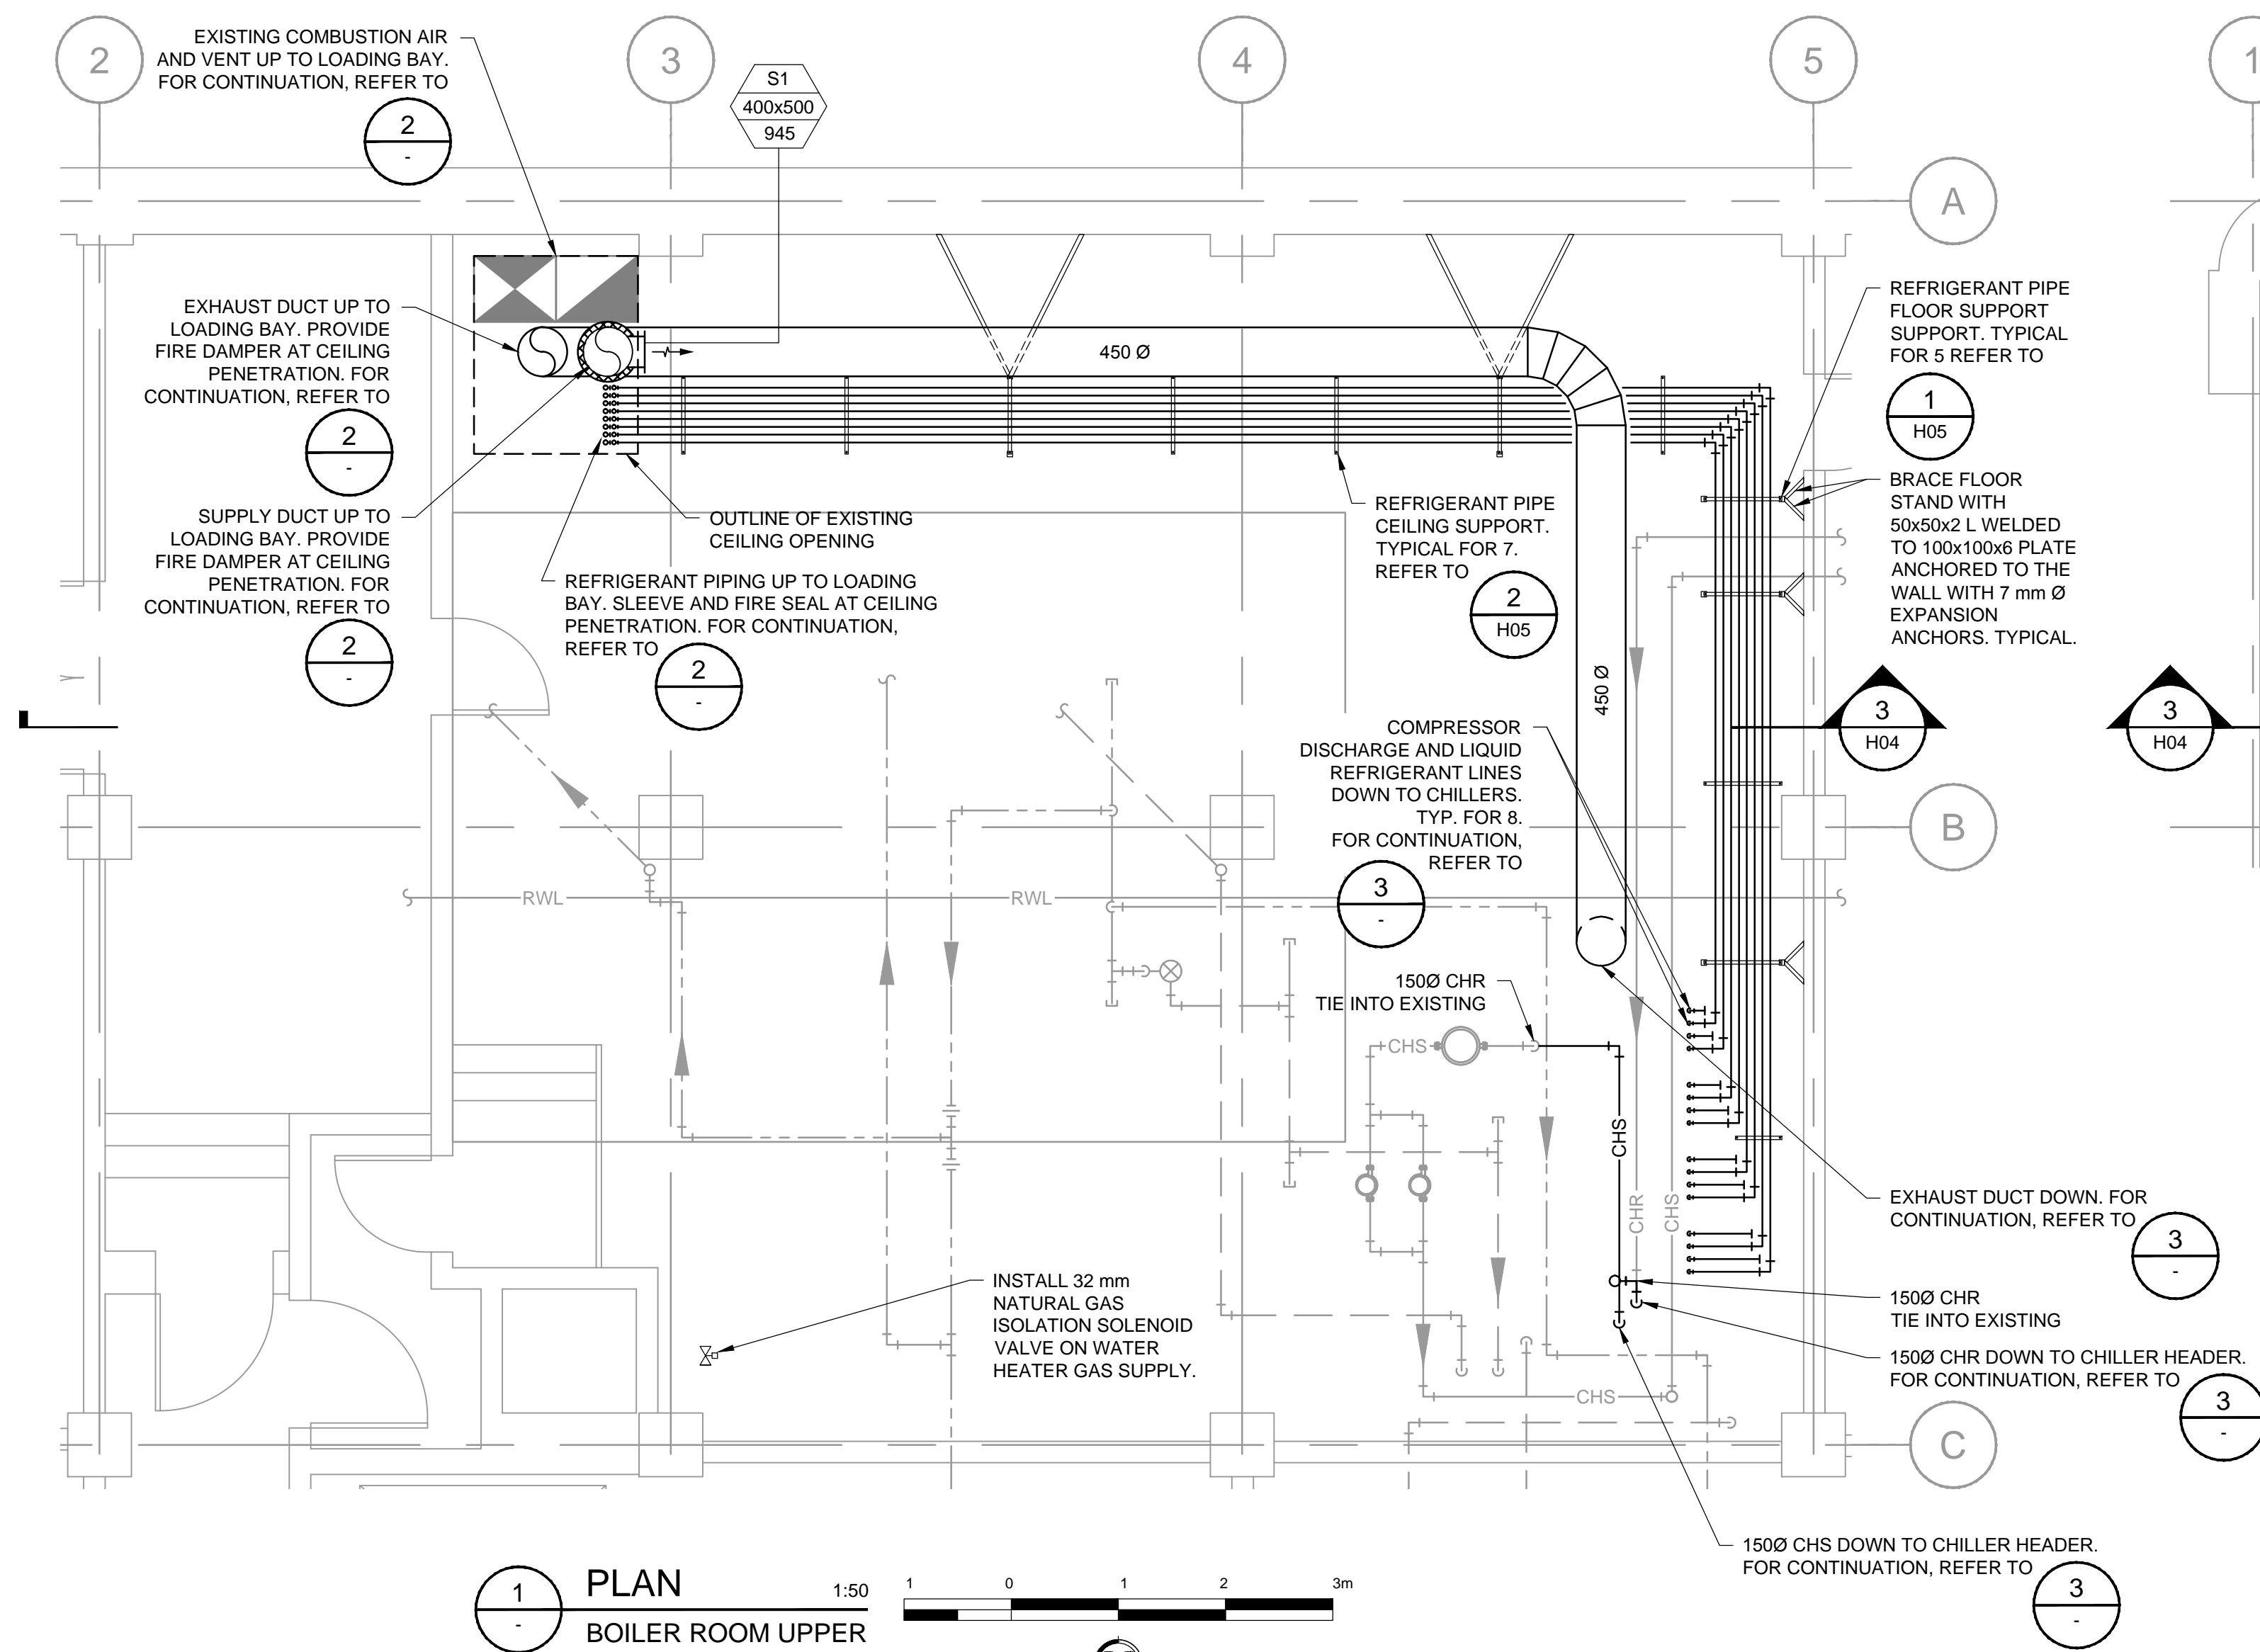 2
3
4
5
1
EXISTING COMBUSTION AIR
AND VENT UP TO LOADING BAY.
FOR CONTINUATION, REFER TO
2
-
S1
400x500
945
A
EXHAUST DUCT UP TO
LOADING BAY. PROVIDE
FIRE DAMPER AT CEILING
PENETRATION. FOR
CONTINUATION, REFER TO
2
-
SUPPLY DUCT UP TO
LOADING BAY. PROVIDE
FIRE DAMPER AT CEILING
PENETRATION. FOR
CONTINUATION, REFER TO
2
-
450 Ø
OUTLINE OF EXISTING
CEILING OPENING
REFRIGERANT PIPING UP TO LOADING
BAY. SLEEVE AND FIRE SEAL AT CEILING
PENETRATION. FOR CONTINUATION,
REFER TO
2
-
REFRIGERANT PIPE
CEILING SUPPORT.
TYPICAL FOR 7.
REFER TO
2
H05
REFRIGERANT PIPE
FLOOR SUPPORT
SUPPORT. TYPICAL
FOR 5 REFER TO
1
H05
BRACE FLOOR
STAND WITH
50x50x2 L WELDED
TO 100x100x6 PLATE
ANCHORED TO THE
WALL WITH 7 mm Ø
EXPANSION
ANCHORS. TYPICAL.
450 Ø
3
H04
3
H04
COMPRESSOR
DISCHARGE AND LIQUID
REFRIGERANT LINES
DOWN TO CHILLERS.
TYP. FOR 8.
FOR CONTINUATION,
REFER TO
3
-
B
RWL
RWL
150Ø CHR
TIE INTO EXISTING
CHS
CHS
CHR
CHS
EXHAUST DUCT DOWN. FOR
CONTINUATION, REFER TO
3
-
INSTALL 32 mm
NATURAL GAS
ISOLATION SOLENOID
VALVE ON WATER
HEATER GAS SUPPLY.
150Ø CHR
TIE INTO EXISTING
150Ø CHR DOWN TO CHILLER HEADER.
FOR CONTINUATION, REFER TO
3
-
CHS
C
150Ø CHS DOWN TO CHILLER HEADER.
FOR CONTINUATION, REFER TO
3
-
1
-
PLAN 1:50
BOILER ROOM UPPER
1 0 1 2 3m